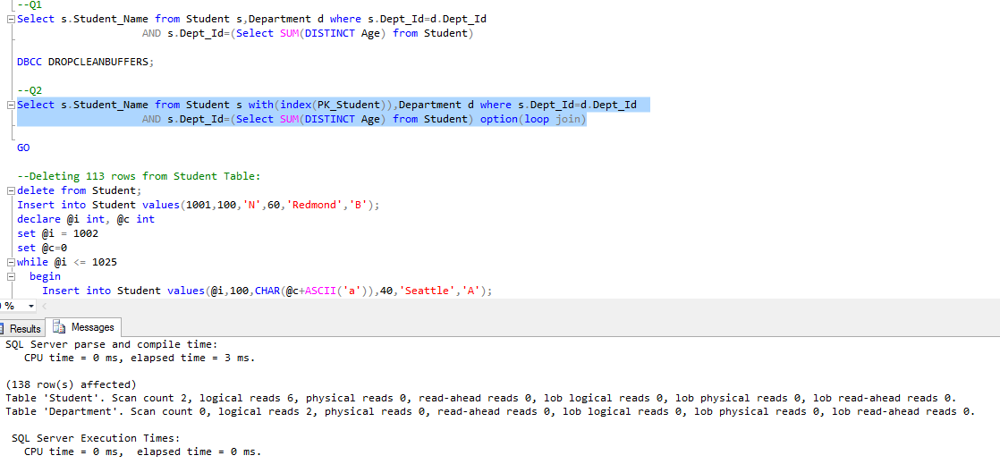 --Q1
Select s.Student_Name from Student s,Department d where s.Dept_Id=d.Dept_Id
AND s.Dept_Id=(Select SUM(DISTINCT Age) from Student)
DBCC DROPCLEANBUFFERS;
--Q2
Select s.Student_Name from Student s with(index(PK_Student)),Department d where s.Dept_Id=d.Dept_Id
AND s.Dept_Id=(Select SUM(DISTINCT Age) from Student) option(loop join)
GO
--Deleting 113 rows from Student Table:
delete from Student;
Insert into Student values(1001,100,'N',60,'Redmond','B');
declare @i int, @c int
set @i = 1002
set @c=0
while @i <= 1025
begin
Insert into Student values(@i,100,CHAR(@c+ASCII('a')),40,'Seattle','A');
%
Results Messages
SQL Server parse and compile time:
CPU time = 0 ms, elapsed time = 3 ms.
(138 row(s) affected)
Table 'Student'. Scan count 2, logical reads 6, physical reads 0, read-ahead reads 0, lob logical reads 0, lob physical reads 0, lob read-ahead reads 0.
Table 'Department'. Scan count 0, logical reads 2, physical reads 0, read-ahead reads 0, lob logical reads 0, lob physical reads 0, lob read-ahead reads 0.
SQL Server Execution Times:
CPU time = 0 ms, elapsed time = 0 ms.